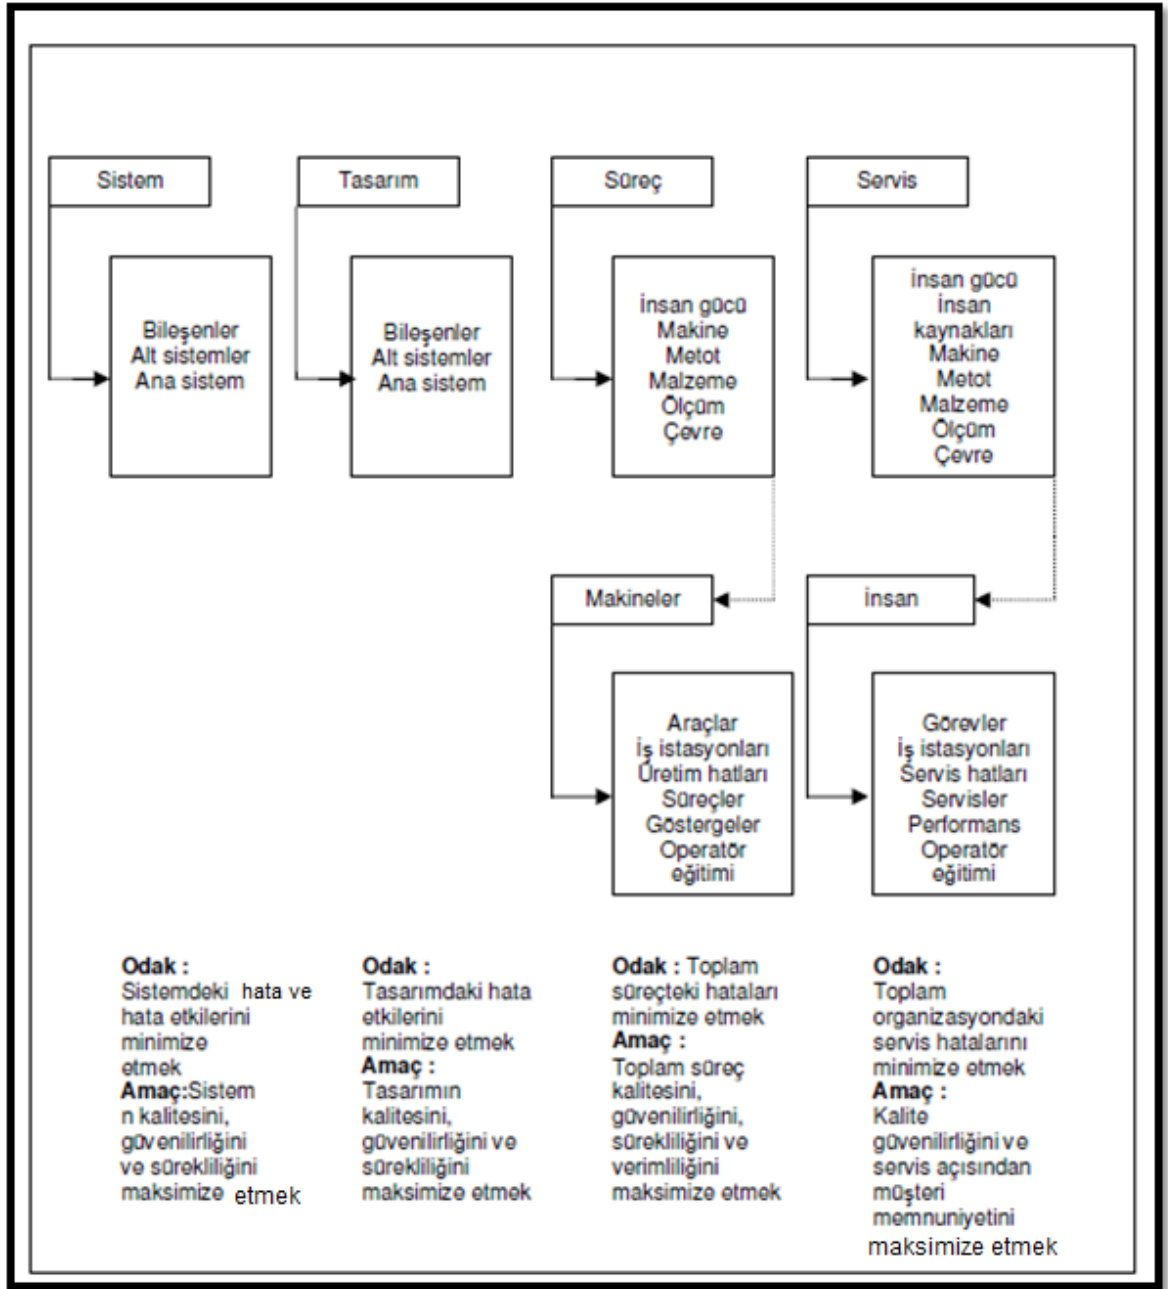 Sistem
Bileşenler
Alt sistemler
Ana sistem
Tasarım
Bileşenler
Alt sistemler
Ana sistem
Süreç
İnsan gücü
Makine
Metot
Malzeme
Ölçüm
Çevre
Servis
İnsan gücü
İnsan
kaynakları
Makine
Metot
Malzeme
Ölçüm
Çevre
Makineler
Araçlar
İş istasyonları
Üretim hatları
Süreçler
Göstergeler
Operatör
eğitimi
İnsan
Görevler
İş istasyonları
Servis hatları
Servisler
Performans
Operatör
eğitimi
Odak :
Sistemdeki hata ve
hata etkilerini
minimize
etmek
Amaç:Sistem
n kalitesini,
güvenilirliğini
ve sürekliliğini
maksimize etmek
Odak :
Tasarımdaki hata
etkilerini
minimize etmek
Amaç :
Tasarımın
kalitesini,
güvenilirliğini ve
sürekliliğini
maksimize etmek
Odak : Toplam
süreçteki hataları
minimize etmek
Amaç :
Toplam süreç
kalitesini,
güvenilirliğini,
sürekliliğini ve
verimliliğini
maksimize etmek
Odak :
Toplam
organizasyondaki
servis hatalarını
minimize etmek
Amaç :
Kalite
güvenilirliğini ve
servis açısından
müşteri
memnuniyetini
maksimize etmek